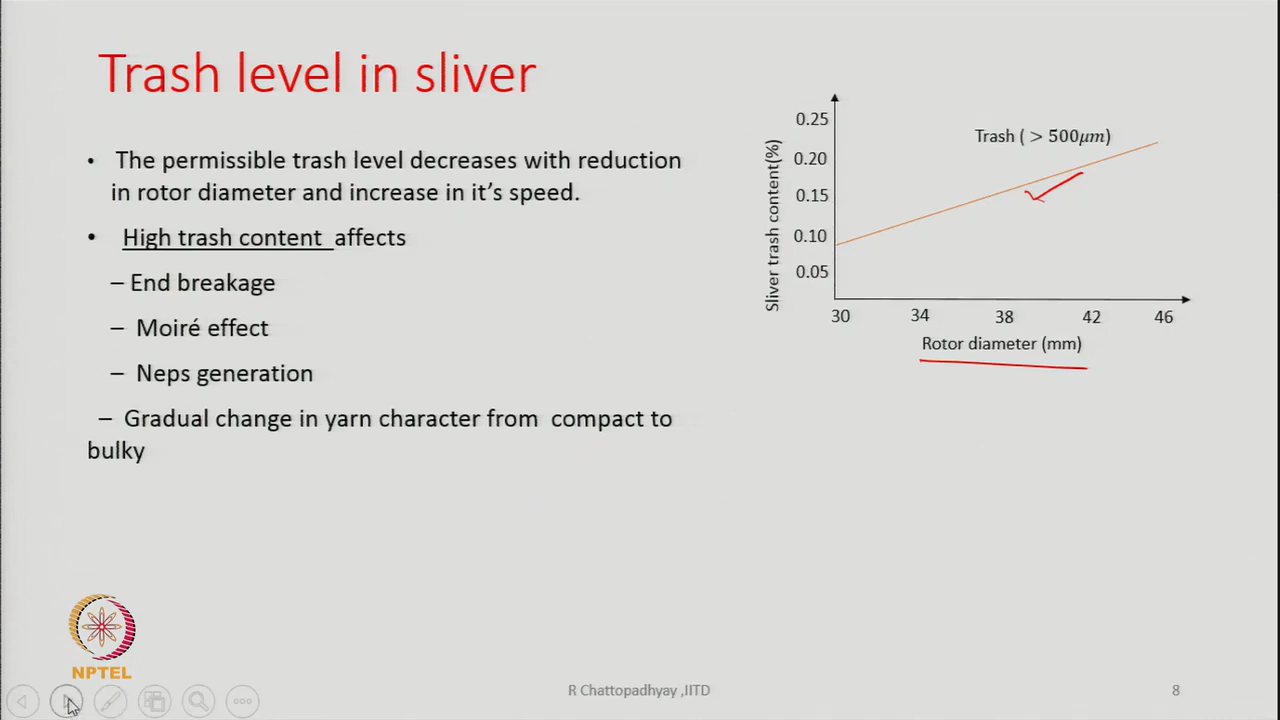 Trash level in sliver
• The permissible trash level decreases with reduction
in rotor diameter and increase in it’s speed.
• High trash content affects
– End breakage
– Moiré effect
– Neps generation
– Gradual change in yarn character from compact to
bulky
Trash ( > 500μm)
Sliver trash content(%)
0.25
0.20
0.15
0.10
0.05
30 34 38 42 46
Rotor diameter (mm)
NPTEL
R Chattopadhyay ,IITD
8